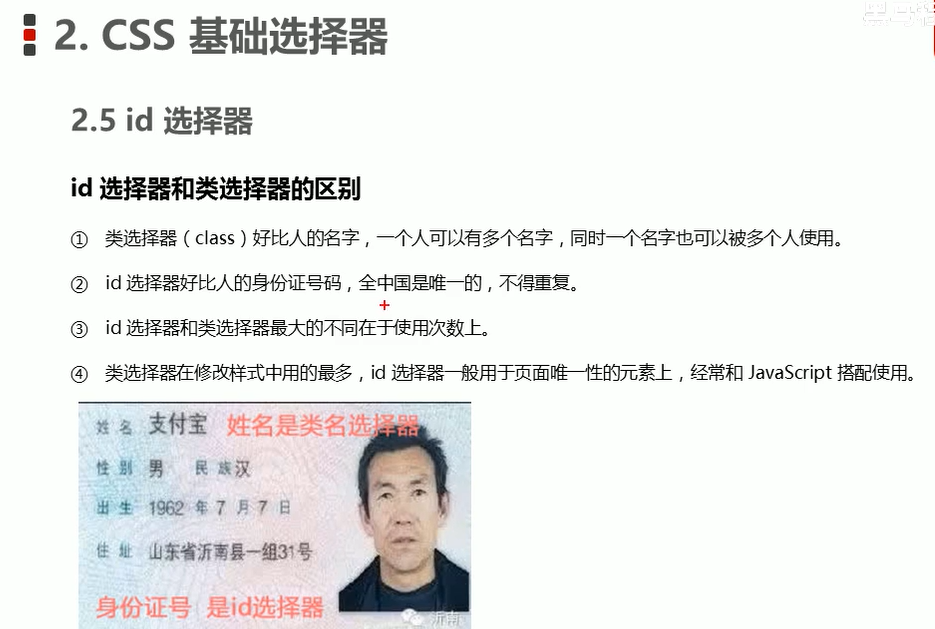 2. CSS 基础选择器
2.5 id 选择器
id 选择器和类选择器的区别
① 类选择器（class）好比人的名字，一个人可以有多个名字，同时一个名字也可以被多个人使用。
② id 选择器好比人的身份证号码，全中国是唯一的，不得重复。
③ id 选择器和类选择器最大的不同在于使用次数上。
④ 类选择器在修改样式中用的最多，id 选择器一般用于页面唯一性的元素上，经常和 JavaScript 搭配使用。
姓名 支付宝 姓名是类名选择器
性别 男 民族汉
出生 1962 年 7 月 7 日
住址 山东省沂南县一组31号
身份证号 是id选择器
沂南